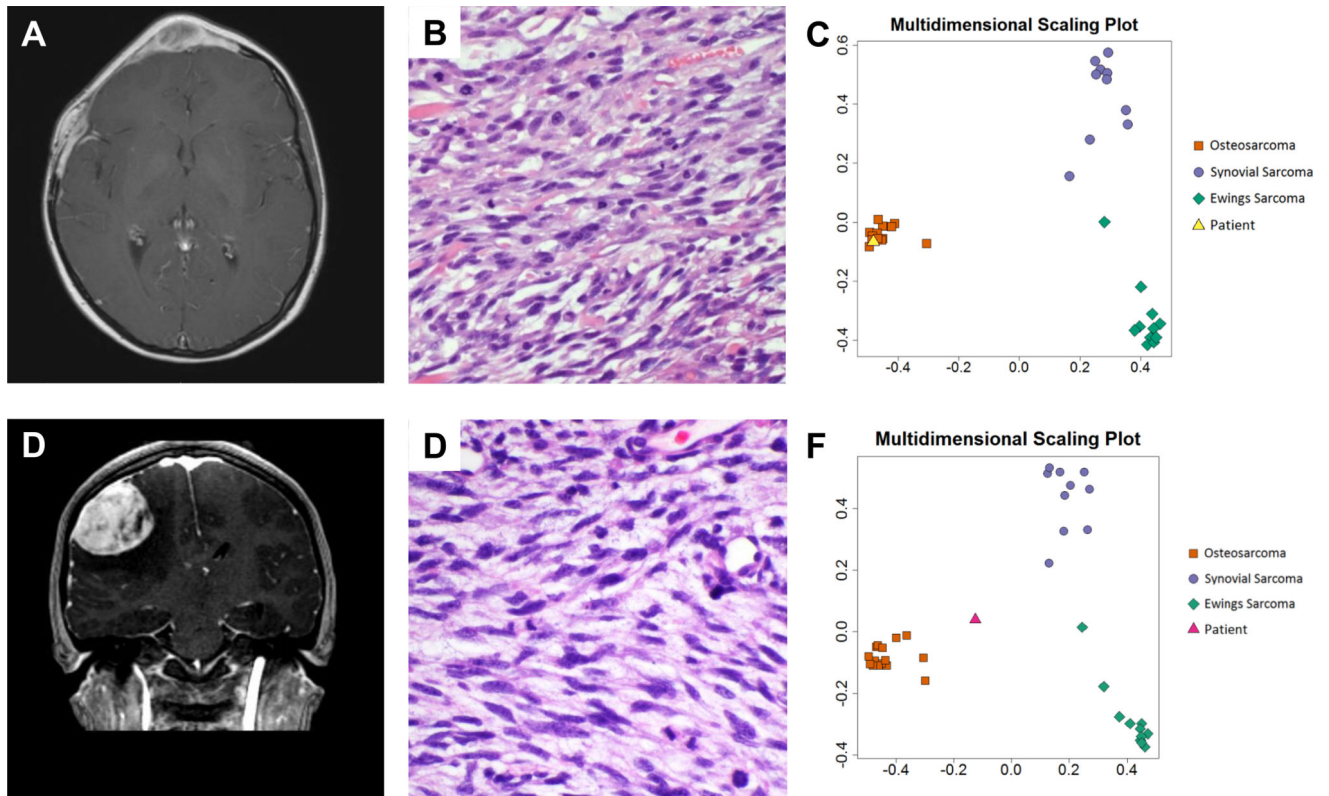 A
B
C
Multidimensional Scaling Plot
0.6
0.4
0.2
0.0
-0.2
-0.4
-0.4
-0.2
0.0
0.2
0.4
Osteosarcoma
Synovial Sarcoma
Ewings Sarcoma
Patient
D
D
F
Multidimensional Scaling Plot
0.4
0.2
0.0
-0.2
-0.4
-0.4
-0.2
0.0
0.2
0.4
Osteosarcoma
Synovial Sarcoma
Ewings Sarcoma
Patient